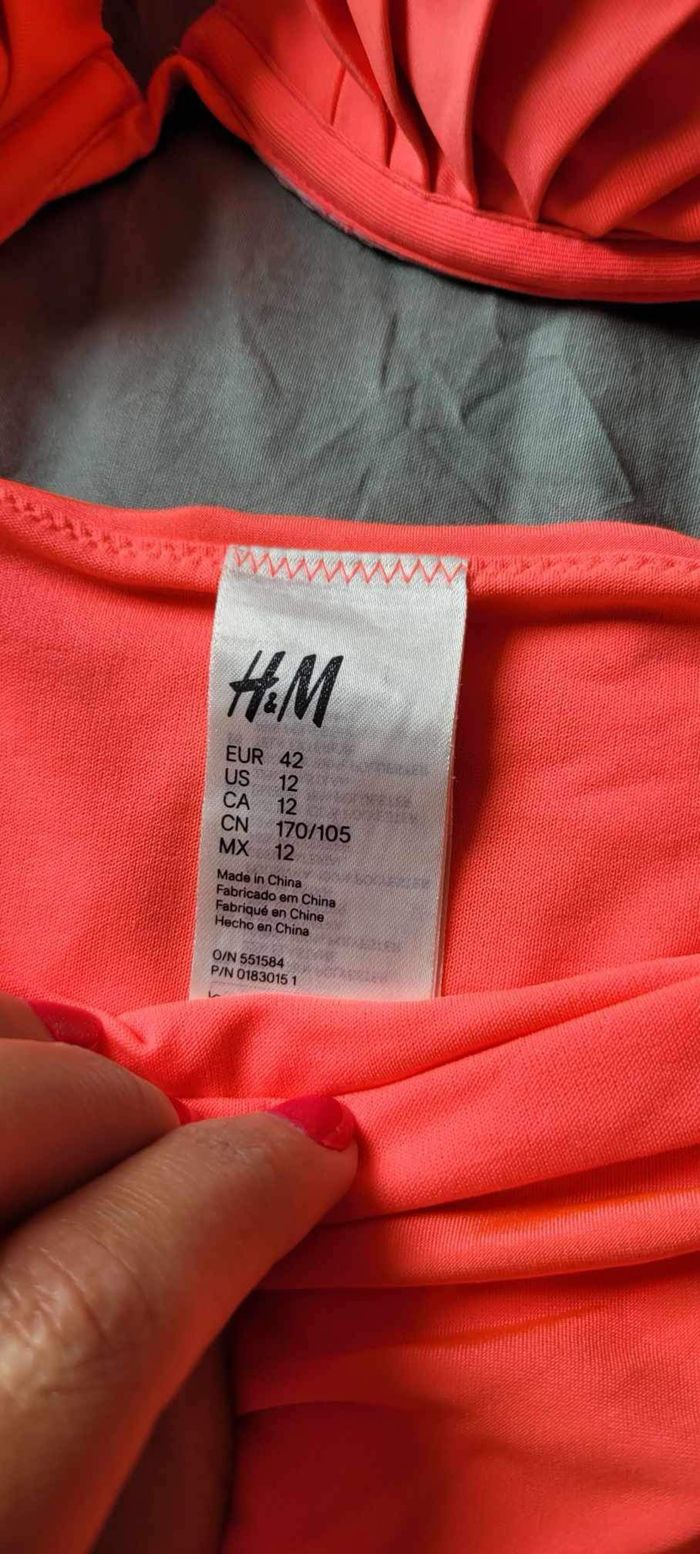 H&M
EUR 42
US 12
CA 12
CN 170/105
MX 12
Made in China
Fabricado em China
Fabriqué en Chine
Hecho en China
O/N 551584
P/N 0183015 1